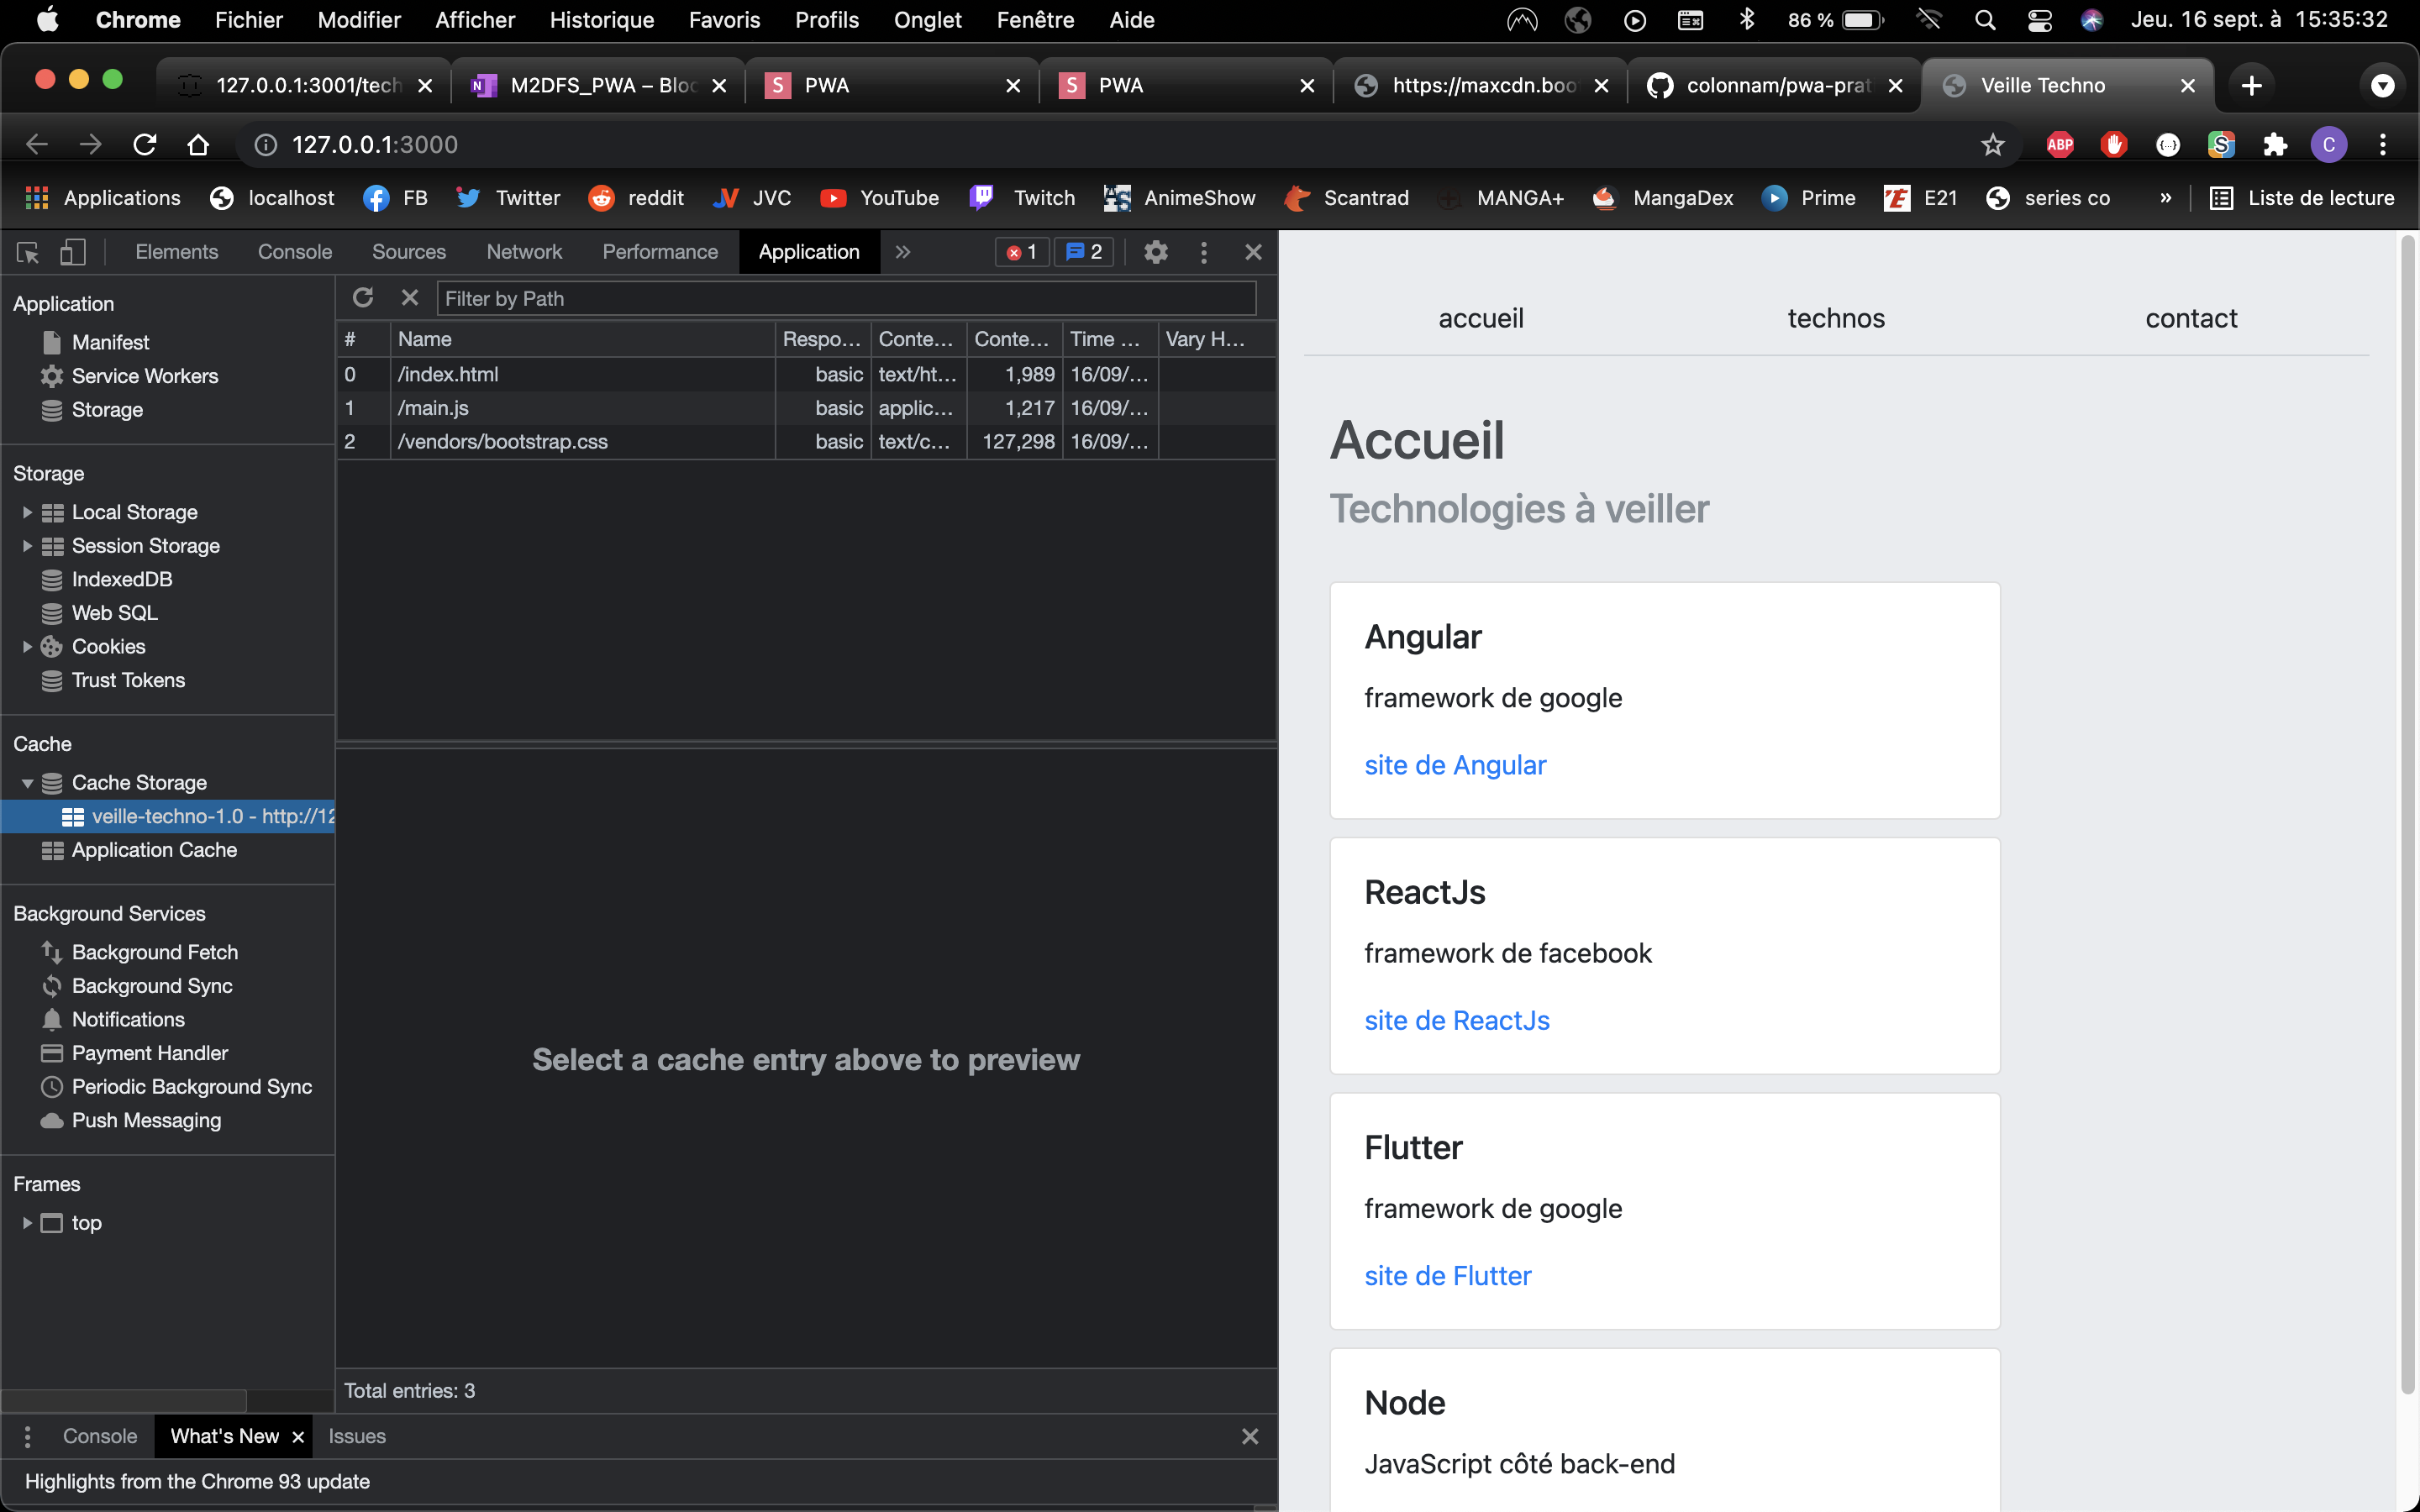 Chrome Fichier Modifier Afficher Historique Favoris Profils Onglet Fenêtre Aide 86 % Jeu. 16 sept. à 15:35:32
127.0.0.1:3001/tech M2DFS_PWA – Bloc S PWA S PWA https://maxcdn.boo colonnam/pwa-prat Veille Techno
127.0.0.1:3000 ABP S C
Applications localhost FB Twitter reddit JVC YouTube Twitch AnimeShow Scantrad MANGA+ MangaDex Prime E21 series co » Liste de lecture
Elements Console Sources Network Performance Application » 1 2
Application
Manifest
Service Workers
Storage
Storage
Local Storage
Session Storage
IndexedDB
Web SQL
Cookies
Trust Tokens
Cache
Cache Storage
veille-techno-1.0 - http://12
Application Cache
Background Services
Background Fetch
Background Sync
Notifications
Payment Handler
Periodic Background Sync
Push Messaging
Frames
top
Filter by Path
# Name Respo... Conte... Conte... Time ... Vary H...
0 /index.html basic text/ht... 1,989 16/09/...
1 /main.js basic applic... 1,217 16/09/...
2 /vendors/bootstrap.css basic text/c... 127,298 16/09/...
Select a cache entry above to preview
Total entries: 3
Console What's New Issues
Highlights from the Chrome 93 update
accueil technos contact
Accueil
Technologies à veiller
Angular
framework de google
site de Angular
ReactJs
framework de facebook
site de ReactJs
Flutter
framework de google
site de Flutter
Node
JavaScript côté back-end